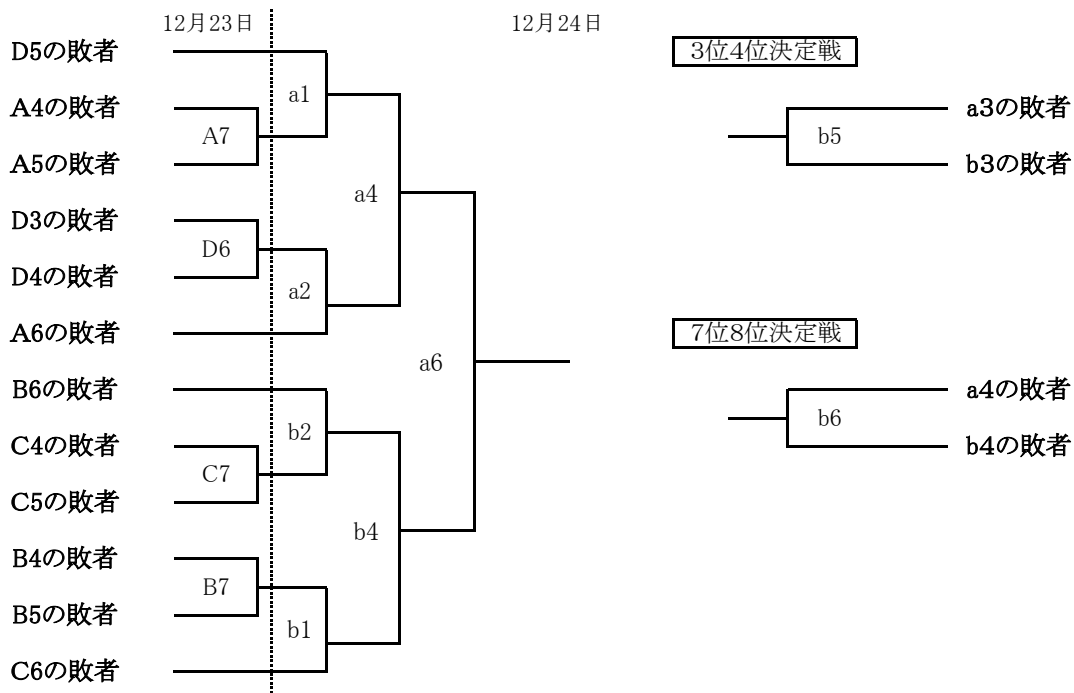 12月23日
12月24日
D5の敗者
3位4位決定戦
a1
A4の敗者
a3の敗者
A7
b5
A5の敗者
b3の敗者
a4
D3の敗者
D6
D4の敗者
a2
A6の敗者
7位8位決定戦
a6
B6の敗者
a4の敗者
b6
b2
C4の敗者
b4の敗者
C7
C5の敗者
b4
B4の敗者
B7
B5の敗者
b1
C6の敗者